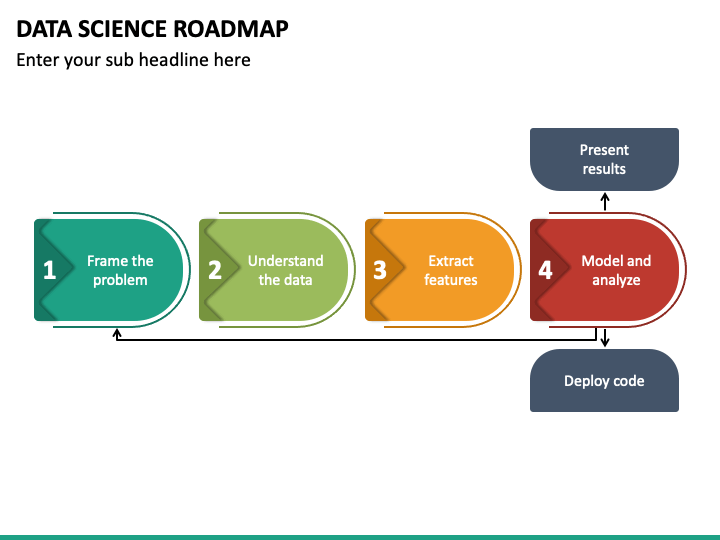 DATA SCIENCE ROADMAP
Enter your sub headline here
Present
results
1
Frame the
problem
2
Understand
the data
3
Extract
features
4
Model and
analyze
Deploy code